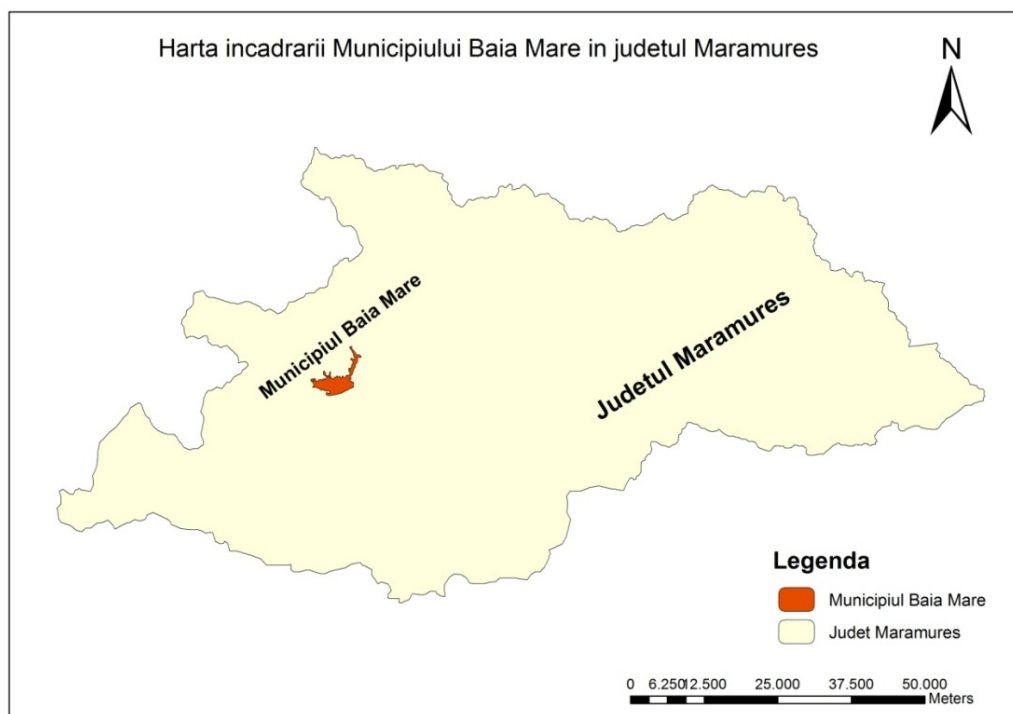 Harta incadrarii Municipiului Baia Mare in judetul Maramures
N
Municipiul Baia Mare
Judetul Maramures
Legenda
Municipiul Baia Mare
Judet Maramures
0 6.250 12.500 25.000 37.500 50.000
Meters